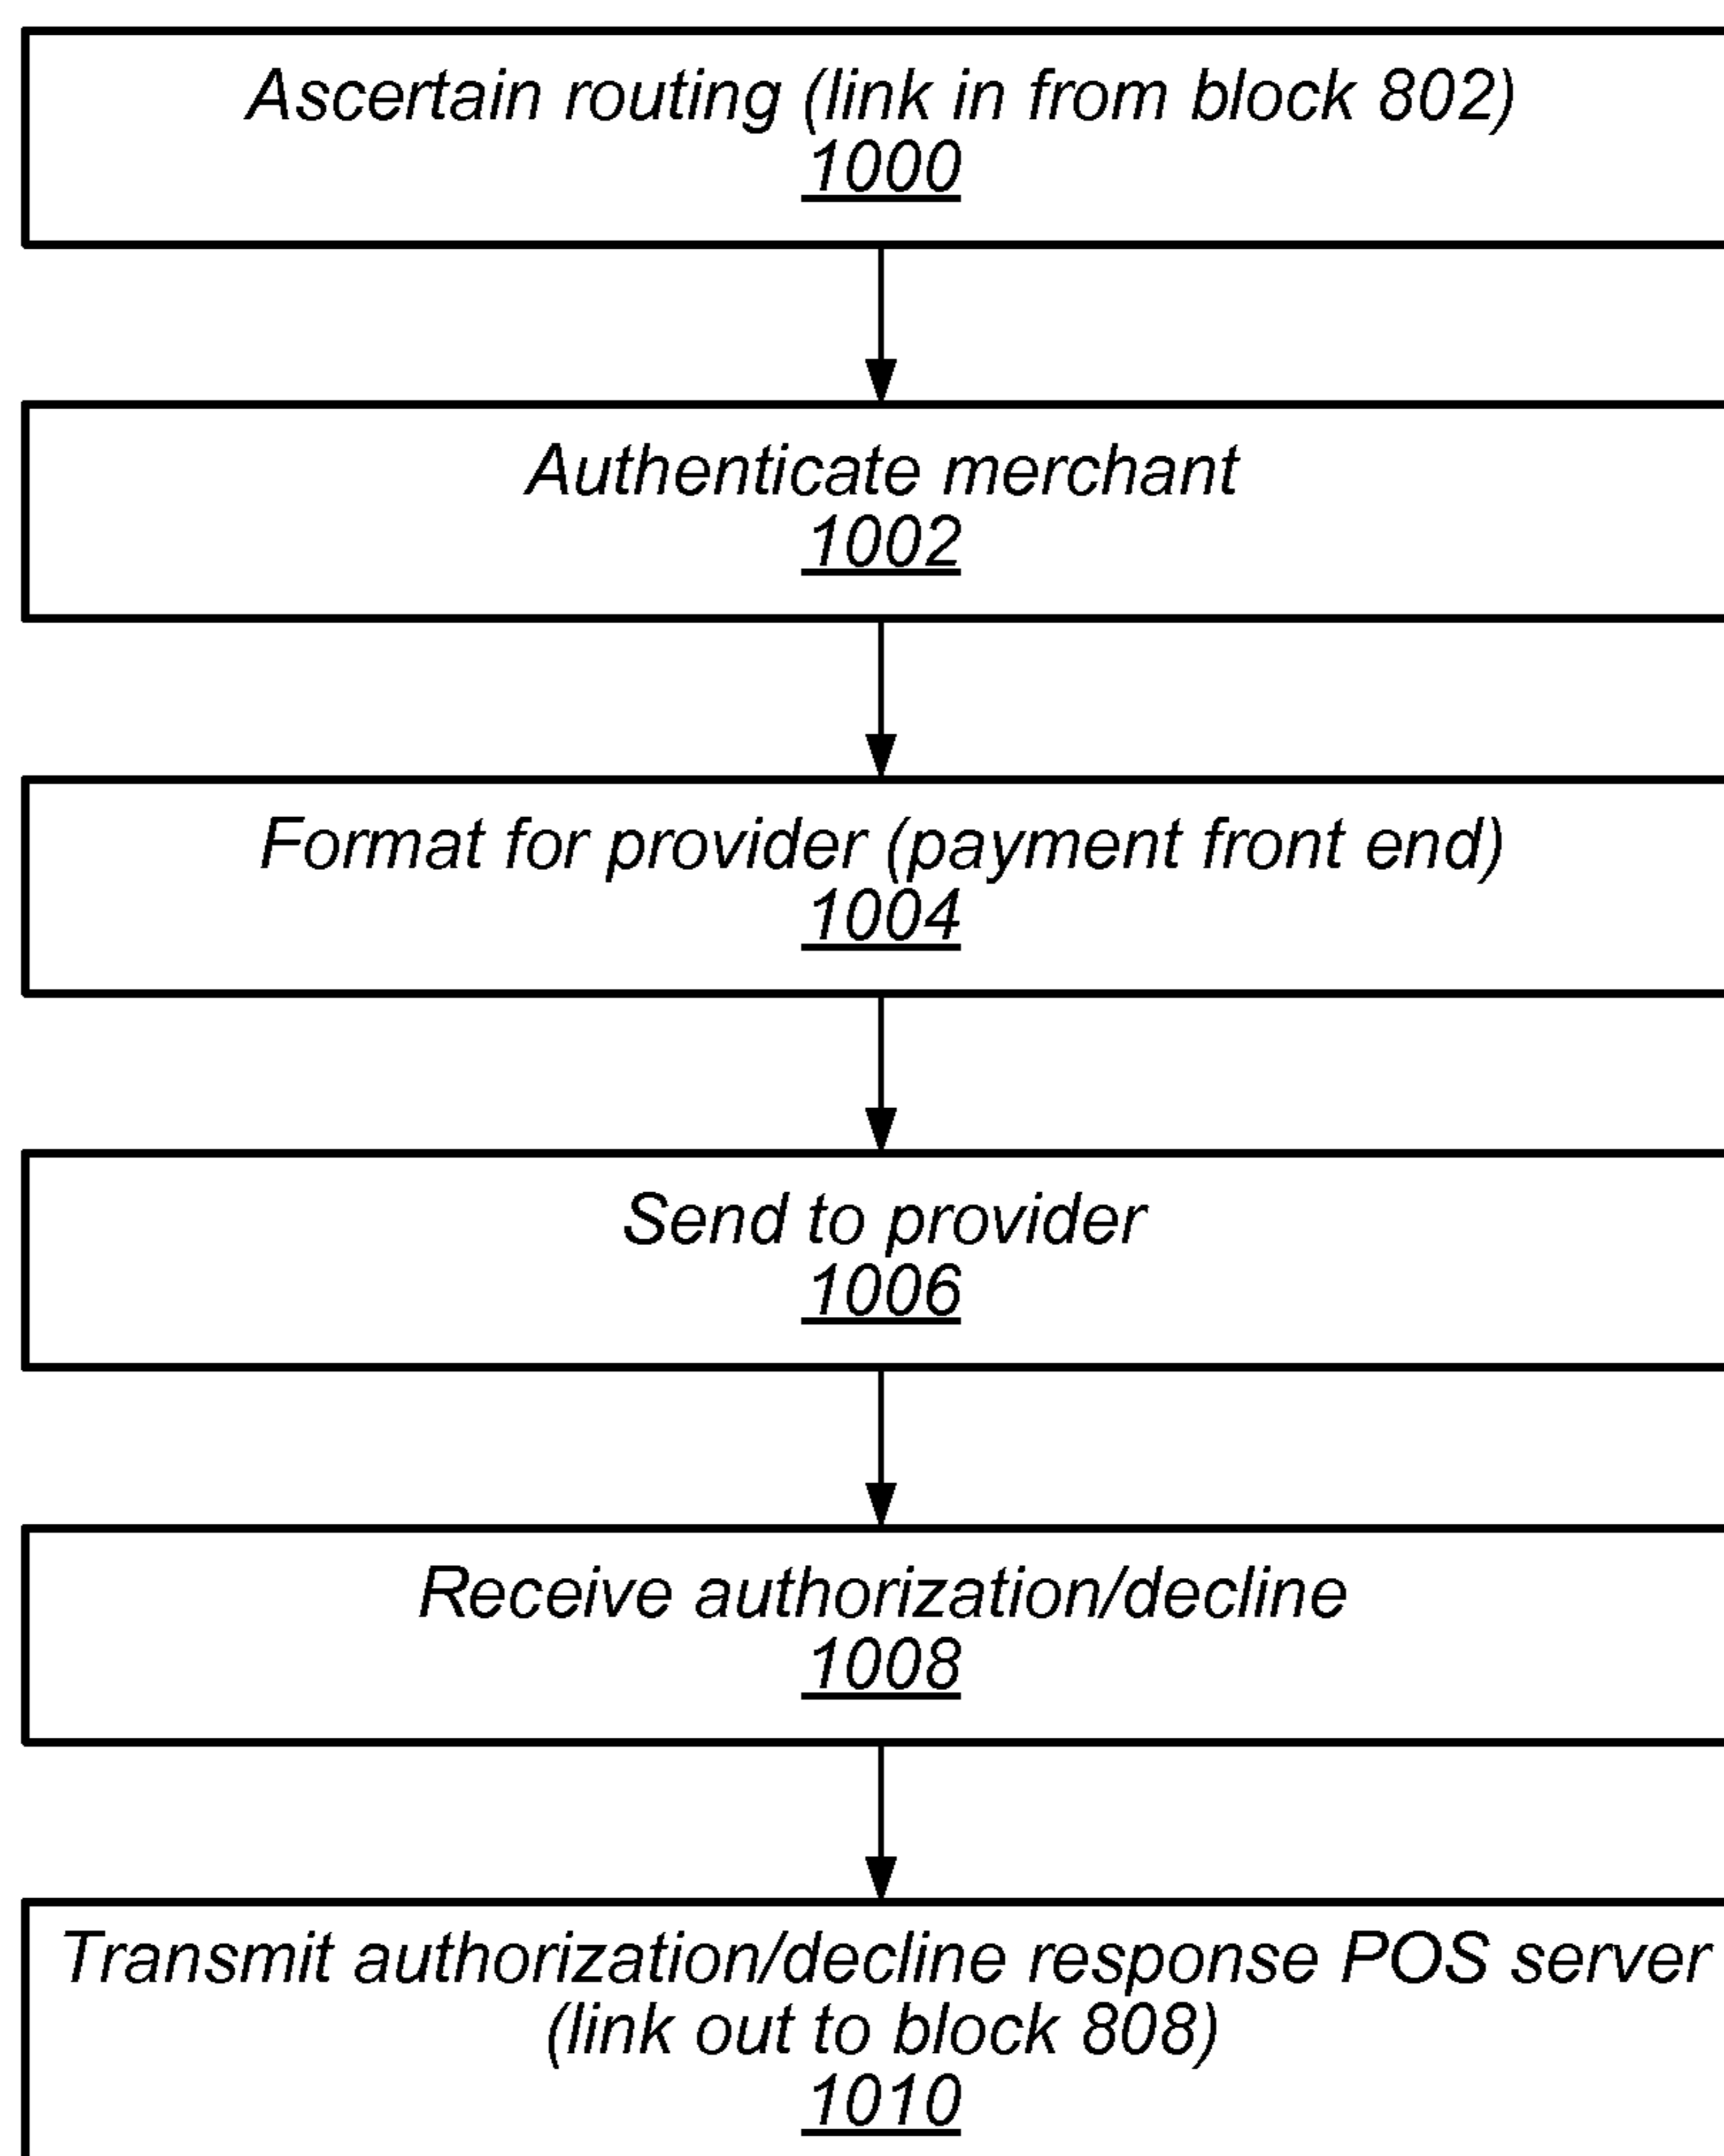 Ascertain routing (link in from block 802)
1000
Authenticate merchant
1002
Format for provider (payment front end)
1004
Send to provider
1006
Receive authorization/decline
1008
Transmit authorization/decline response POS server
(link out to block 808)
1010